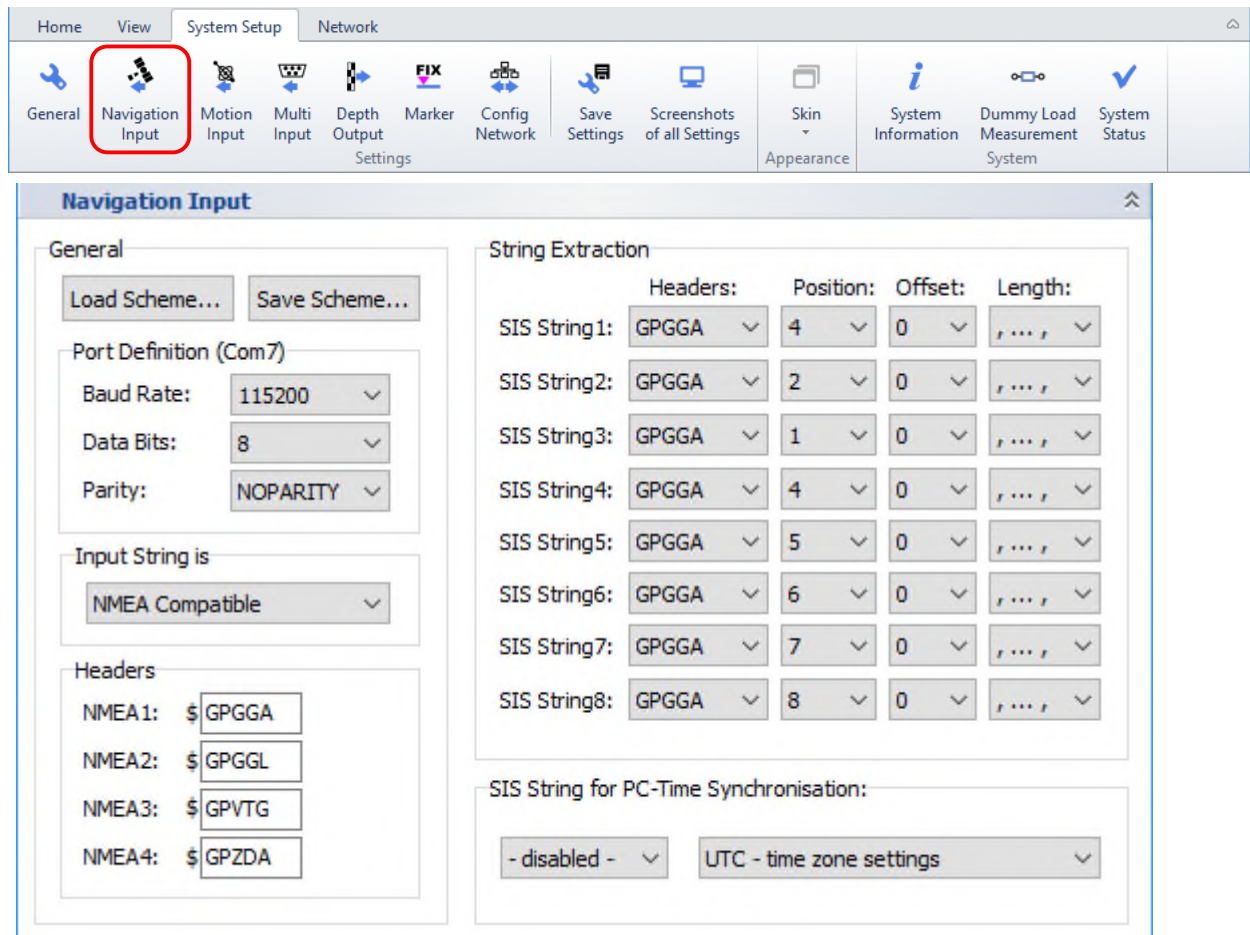 Home View System Setup Network
FIX
General Navigation Input Motion Input Multi Input Depth Output Marker Config Network Save Settings Screenshots of all Settings Skin System Information Dummy Load Measurement System Status
Settings Appearance System
Navigation Input
General
Load Scheme... Save Scheme...
Port Definition (Com7)
Baud Rate: 115200
Data Bits: 8
Parity: NOPARITY
Input String is
NMEA Compatible
Headers
NMEA1: $ GPGGA
NMEA2: $ GPGGL
NMEA3: $ GPVTG
NMEA4: $ GPZDA
String Extraction
Headers: Position: Offset: Length:
SIS String1: GPGGA 4 0 , ... ,
SIS String2: GPGGA 2 0 , ... ,
SIS String3: GPGGA 1 0 , ... ,
SIS String4: GPGGA 4 0 , ... ,
SIS String5: GPGGA 5 0 , ... ,
SIS String6: GPGGA 6 0 , ... ,
SIS String7: GPGGA 7 0 , ... ,
SIS String8: GPGGA 8 0 , ... ,
SIS String for PC-Time Synchronisation:
- disabled - UTC - time zone settings